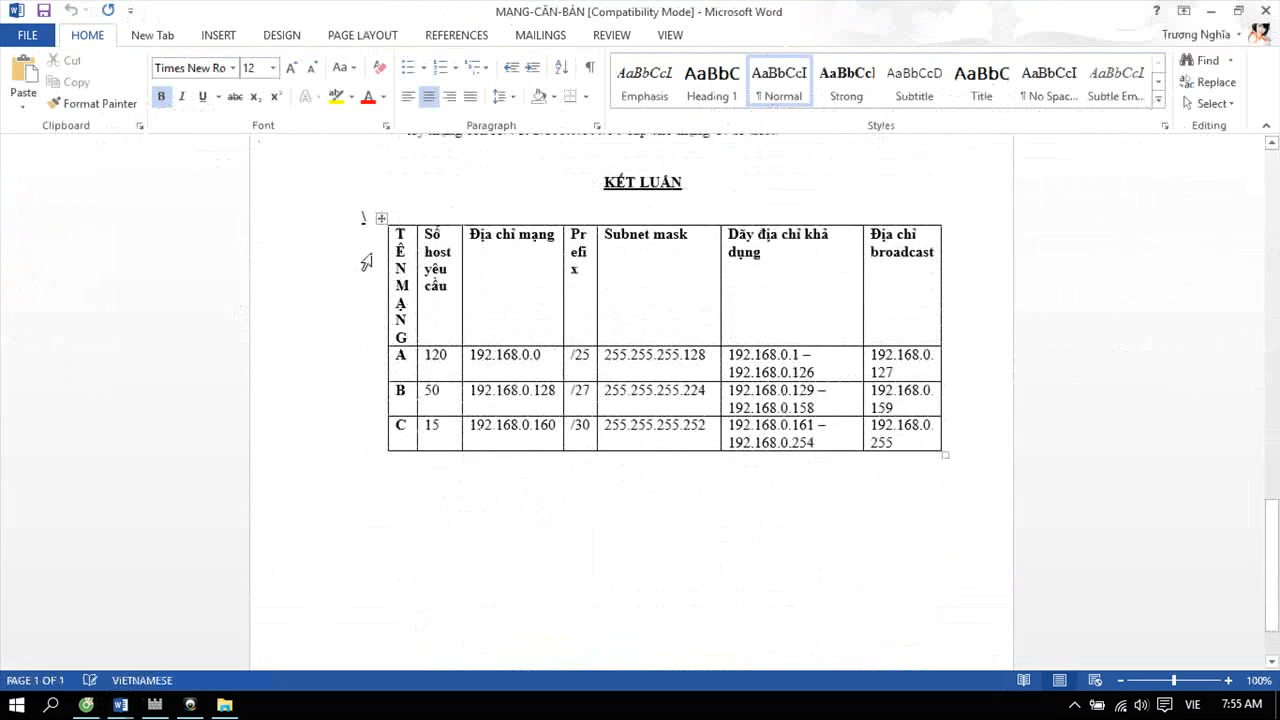 MANG-CĂN-BẢN [Compatibility Mode] - Microsoft Word
FILE HOME New Tab INSERT DESIGN PAGE LAYOUT REFERENCES MAILINGS REVIEW VIEW Trương Nghĩa
Paste
Cut
Copy
Format Painter
Clipboard
Times New Ro 12
Font
Paragraph
AaBbCcI AaBbC AaBbCcI AaBbCcI AaBbCcD AaBbC AaBbCcI AaBbCcI
Emphasis Heading 1 ¶ Normal Strong Subtitle Title ¶ No Spac... Subtle Em...
Styles
Find
Replace
Select
Editing
KẾT LUẬN
\
TÊN MẠNG
Số host yêu cầu
Địa chỉ mạng
Prefix
Subnet mask
Dãy địa chỉ khả dụng
Địa chỉ broadcast
A 120 192.168.0.0 /25 255.255.255.128 192.168.0.1 – 192.168.0.126 192.168.0.127
B 50 192.168.0.128 /27 255.255.255.224 192.168.0.129 – 192.168.0.158 192.168.0.159
C 15 192.168.0.160 /30 255.255.255.252 192.168.0.161 – 192.168.0.254 192.168.0.255
PAGE 1 OF 1 VIETNAMESE 100%
VIE 7:55 AM